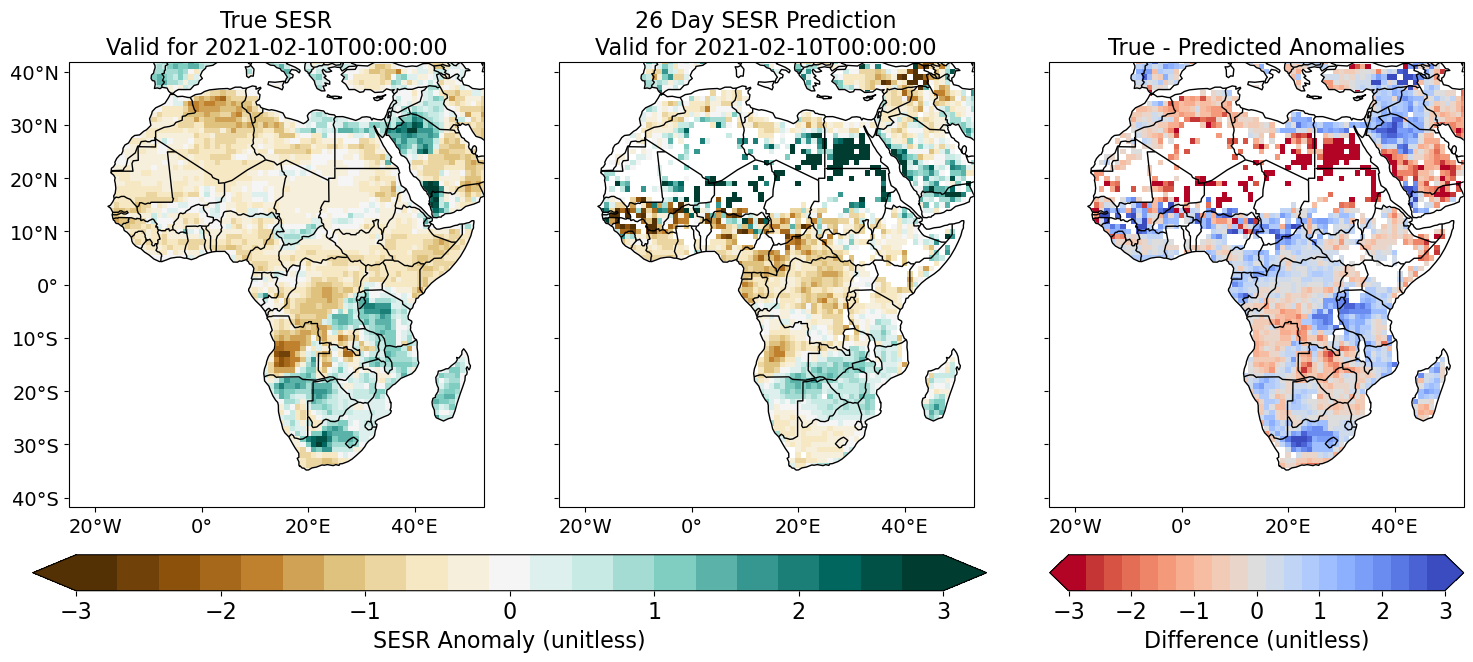 True SESR
Valid for 2021-02-10T00:00:00
26 Day SESR Prediction
Valid for 2021-02-10T00:00:00
True - Predicted Anomalies
40°N
30°N
20°N
10°N
0°
10°S
20°S
30°S
40°S
20°W 0° 20°E 40°E
20°W 0° 20°E 40°E
20°W 0° 20°E 40°E
−3 −2 −1 0 1 2 3
SESR Anomaly (unitless)
−3 −2 −1 0 1 2 3
Difference (unitless)